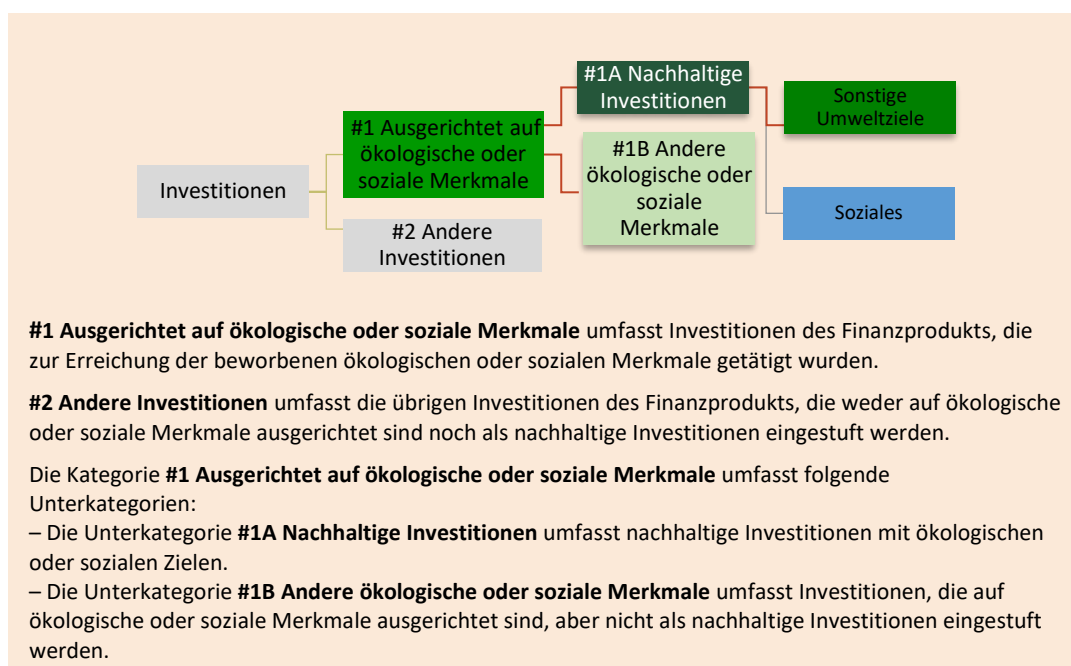 Investitionen
#1 Ausgerichtet auf
ökologische oder
soziale Merkmale
#2 Andere
Investitionen
#1A Nachhaltige
Investitionen
#1B Andere
ökologische oder
soziale
Merkmale
Sonstige
Umweltziele
Soziales
#1 Ausgerichtet auf ökologische oder soziale Merkmale umfasst Investitionen des Finanzprodukts, die
zur Erreichung der beworbenen ökologischen oder sozialen Merkmale getätigt wurden.
#2 Andere Investitionen umfasst die übrigen Investitionen des Finanzprodukts, die weder auf ökologische
oder soziale Merkmale ausgerichtet sind noch als nachhaltige Investitionen eingestuft werden.
Die Kategorie #1 Ausgerichtet auf ökologische oder soziale Merkmale umfasst folgende
Unterkategorien:
– Die Unterkategorie #1A Nachhaltige Investitionen umfasst nachhaltige Investitionen mit ökologischen
oder sozialen Zielen.
– Die Unterkategorie #1B Andere ökologische oder soziale Merkmale umfasst Investitionen, die auf
ökologische oder soziale Merkmale ausgerichtet sind, aber nicht als nachhaltige Investitionen eingestuft
werden.